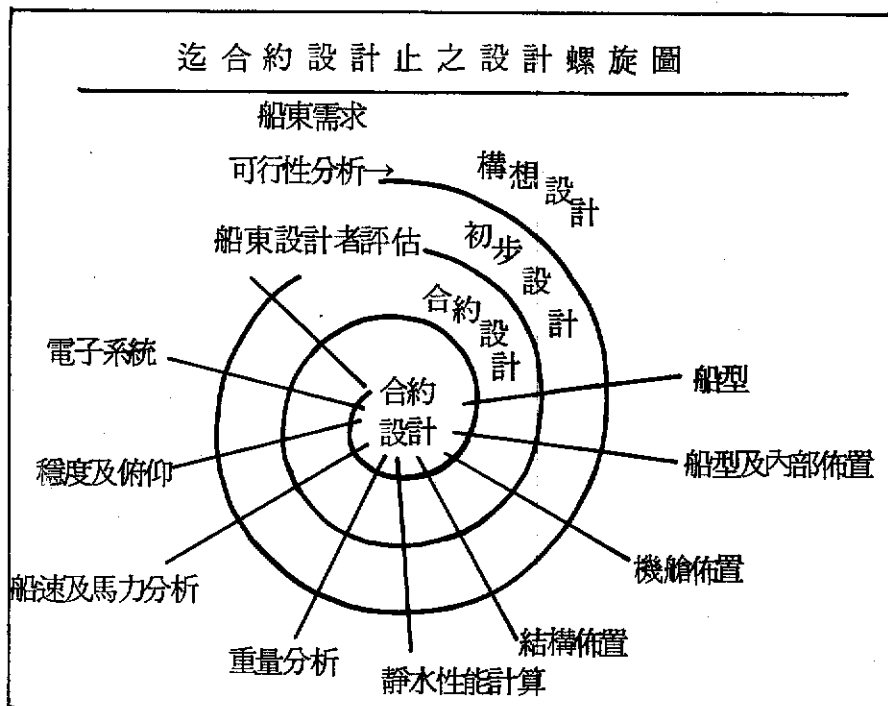 迄合約設計止之設計螺旋圖
船東需求
可行性分析→
構想設計
船東設計者評估
初步設計
合約設計
電子系統
合約
設計
船型
穩度及俯仰
船型及內部佈置
船速及馬力分析
機艙佈置
重量分析
結構佈置
靜水性能計算